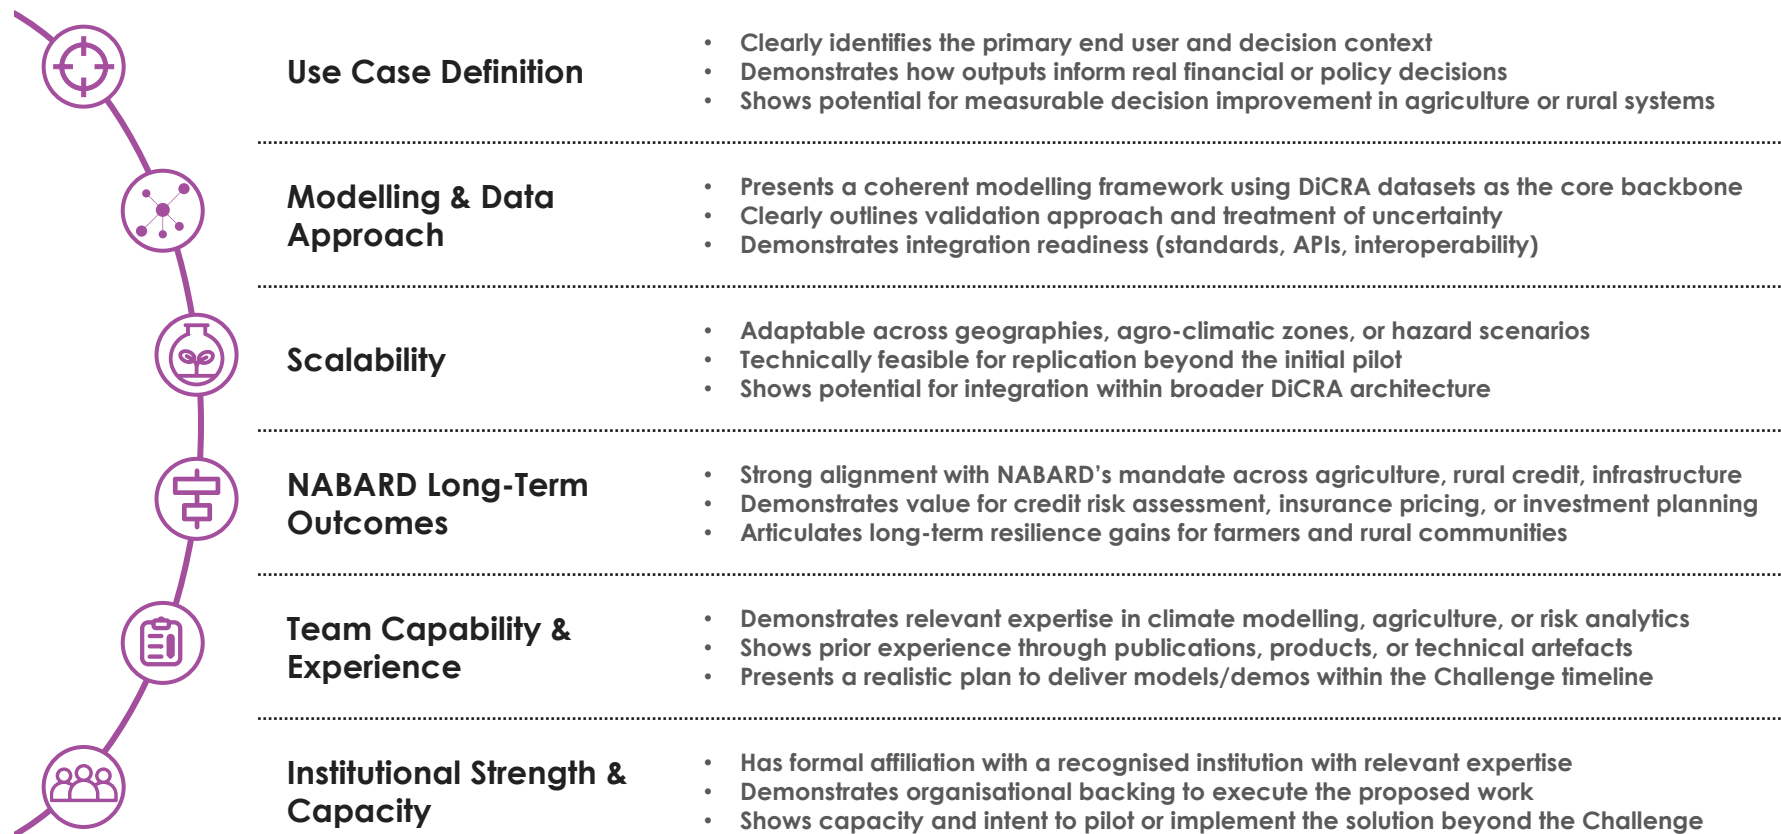 Use Case Definition
• Clearly identifies the primary end user and decision context
• Demonstrates how outputs inform real financial or policy decisions
• Shows potential for measurable decision improvement in agriculture or rural systems
Modelling & Data
Approach
• Presents a coherent modelling framework using DiCRA datasets as the core backbone
• Clearly outlines validation approach and treatment of uncertainty
• Demonstrates integration readiness (standards, APIs, interoperability)
Scalability
• Adaptable across geographies, agro-climatic zones, or hazard scenarios
• Technically feasible for replication beyond the initial pilot
• Shows potential for integration within broader DiCRA architecture
NABARD Long-Term
Outcomes
• Strong alignment with NABARD’s mandate across agriculture, rural credit, infrastructure
• Demonstrates value for credit risk assessment, insurance pricing, or investment planning
• Articulates long-term resilience gains for farmers and rural communities
Team Capability &
Experience
• Demonstrates relevant expertise in climate modelling, agriculture, or risk analytics
• Shows prior experience through publications, products, or technical artefacts
• Presents a realistic plan to deliver models/demos within the Challenge timeline
Institutional Strength &
Capacity
• Has formal affiliation with a recognised institution with relevant expertise
• Demonstrates organisational backing to execute the proposed work
• Shows capacity and intent to pilot or implement the solution beyond the Challenge